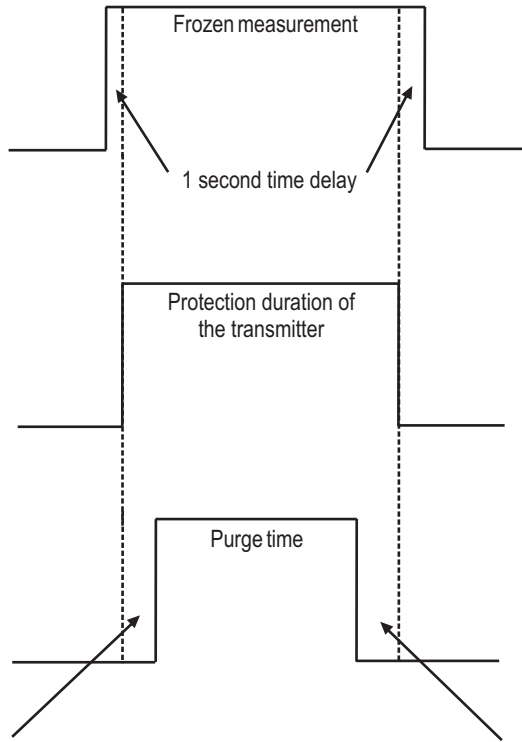 Frozen measurement
1 second time delay
Protection duration of
the transmitter
Purge time